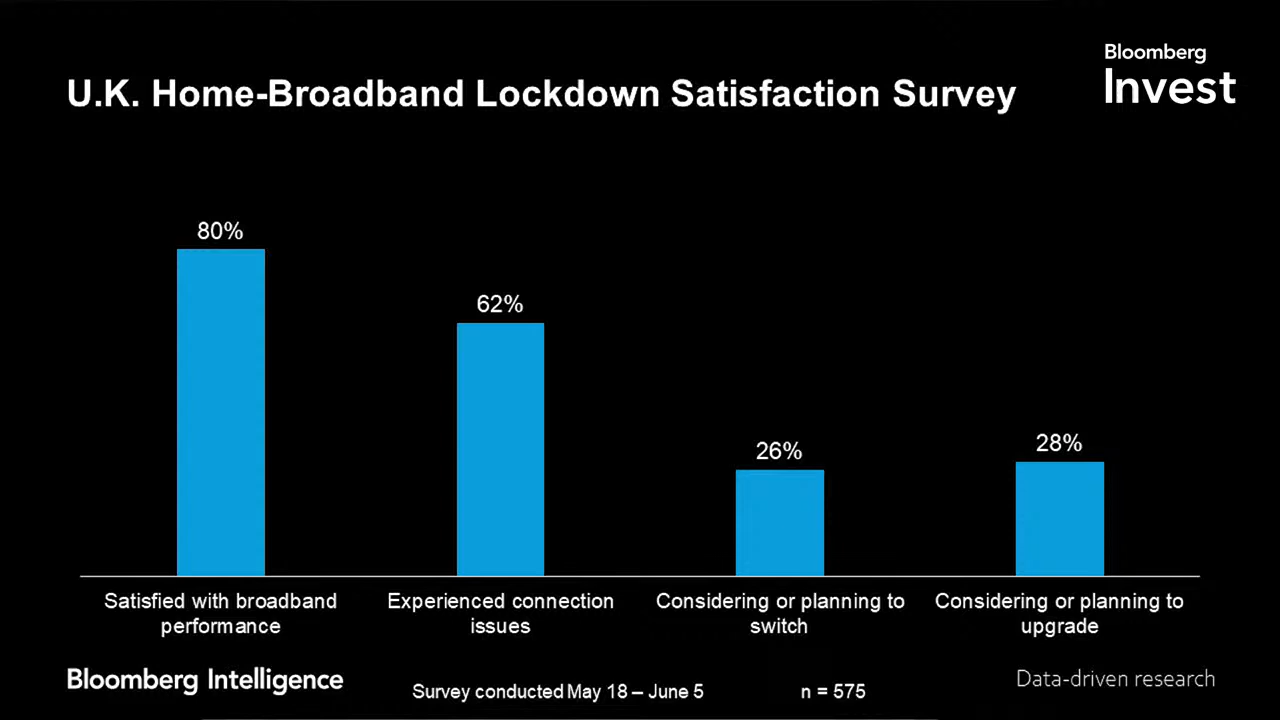 Bloomberg
Invest
U.K. Home-Broadband Lockdown Satisfaction Survey
80%
62%
26%
28%
Satisfied with broadband
performance
Experienced connection
issues
Considering or planning to
switch
Considering or planning to
upgrade
Bloomberg Intelligence
Survey conducted May 18 – June 5
n = 575
Data-driven research